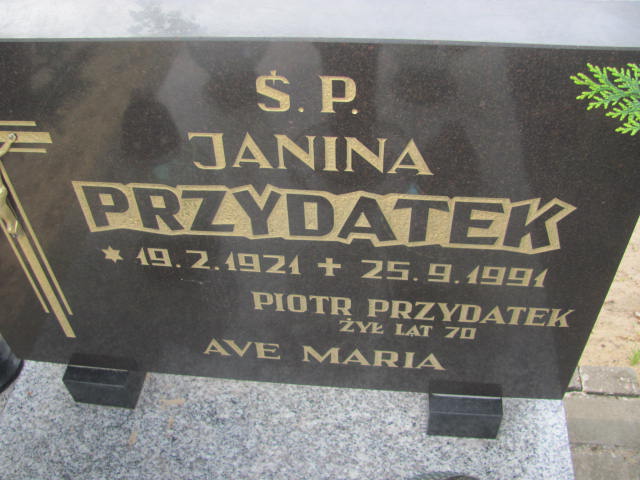 Ś.P.
JANINA
PRZYDATEK
* 19.2.1921 + 25.9.1991
PIOTR PRZYDATEK
ŻYŁ LAT 70
AVE MARIA